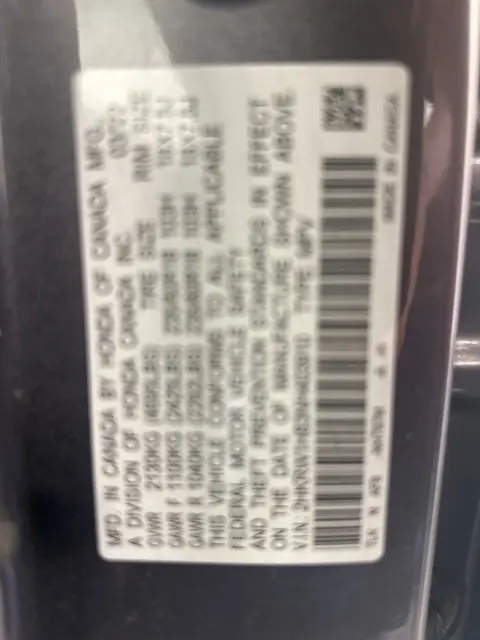 MFD. IN CANADA BY HONDA OF CANADA MFG.
A DIVISION OF HONDA CANADA INC. 03/22
GVWR 2130KG (4695LBS) TIRE SIZE RIM SIZE
GAWR F 1100KG (2425LBS) 235/60R18 103H 18X7.5J
GAWR R 1040KG 235/60R18 103H 18X7.5J
THIS VEHICLE CONFORMS TO ALL APPLICABLE
FEDERAL MOTOR VEHICLE SAFETY
AND THEFT PREVENTION STANDARDS IN EFFECT
ON THE DATE OF MANUFACTURE SHOWN ABOVE.
V.I.N. TYPE: MPV
MADE IN CANADA